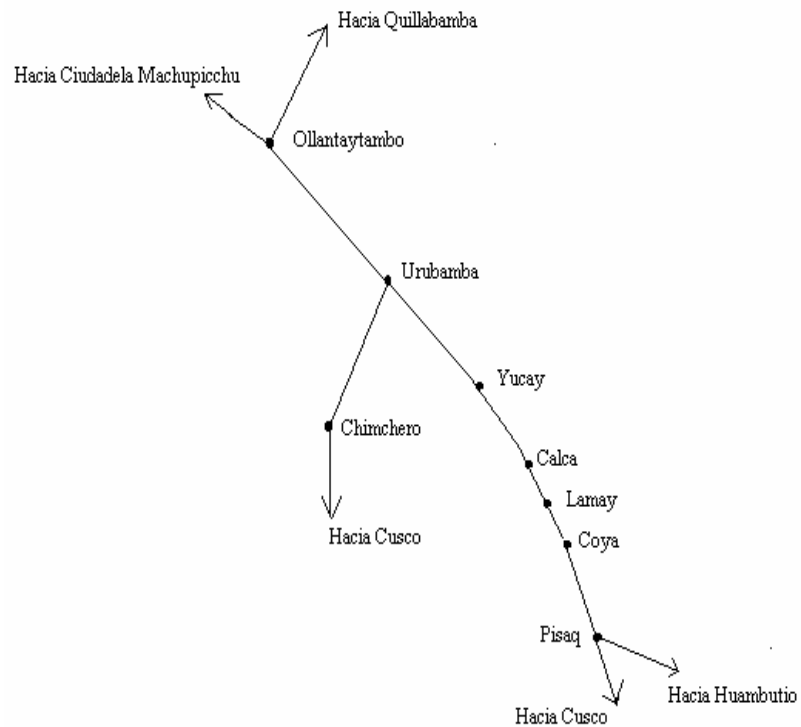 Hacia Quillabamba
Hacia Ciudadela Machupicchu
Ollantaytambo
Urubamba
Yucay
Chimchero
Calca
Lamay
Hacia Cusco
Coya
Pisaq
Hacia Huambutio
Hacia Cusco